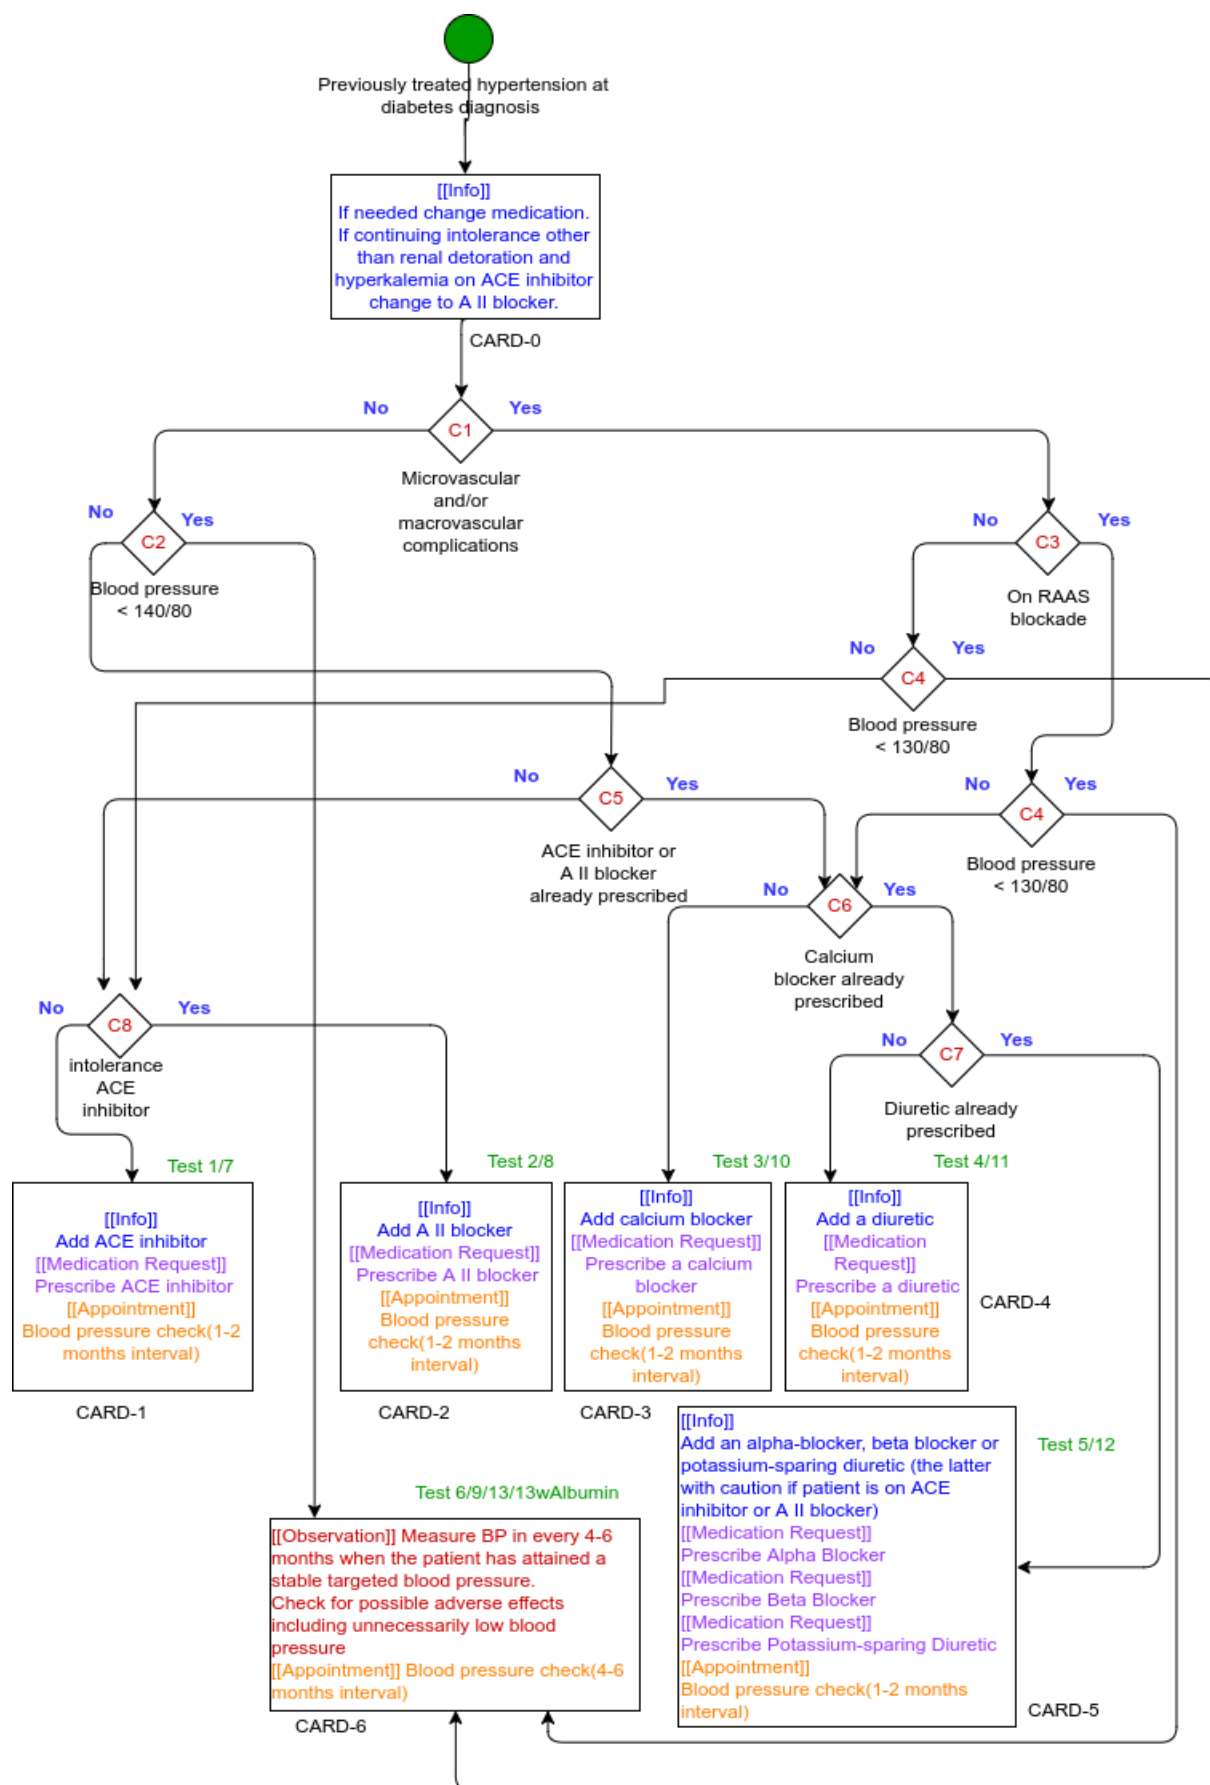 Previously treated hypertension at
diabetes diagnosis
[[Info]]
If needed change medication.
If continuing intolerance other
than renal detoration and
hyperkalemia on ACE inhibitor
change to A II blocker.
CARD-0
No
Yes
C1
Microvascular
and/or
macrovascular
complications
No
Yes
C2
Blood pressure
< 140/80
No
Yes
C3
On RAAS
blockade
No
Yes
C4
Blood pressure
< 130/80
No
Yes
C5
ACE inhibitor or
A II blocker
already prescribed
No
Yes
C4
Blood pressure
< 130/80
No
Yes
C6
Calcium
blocker already
prescribed
No
Yes
C8
intolerance
ACE
inhibitor
No
Yes
C7
Diuretic already
prescribed
Test 1/7
[[Info]]
Add ACE inhibitor
[[Medication Request]]
Prescribe ACE inhibitor
[[Appointment]]
Blood pressure check(1-2
months interval)
CARD-1
Test 2/8
[[Info]]
Add A II blocker
[[Medication Request]]
Prescribe A II blocker
[[Appointment]]
Blood pressure
check(1-2 months
interval)
CARD-2
Test 3/10
[[Info]]
Add calcium blocker
[[Medication Request]]
Prescribe a calcium
blocker
[[Appointment]]
Blood pressure
check(1-2 months
interval)
CARD-3
Test 4/11
[[Info]]
Add a diuretic
[[Medication
Request]]
Prescribe a diuretic
[[Appointment]]
Blood pressure
check(1-2 months
interval)
CARD-4
Test 5/12
[[Info]]
Add an alpha-blocker, beta blocker or
potassium-sparing diuretic (the latter
with caution if patient is on ACE
inhibitor or A II blocker)
[[Medication Request]]
Prescribe Alpha Blocker
[[Medication Request]]
Prescribe Beta Blocker
[[Medication Request]]
Prescribe Potassium-sparing Diuretic
[[Appointment]]
Blood pressure check(1-2 months
interval)
CARD-5
Test 6/9/13/13wAlbumin
[[Observation]] Measure BP in every 4-6
months when the patient has attained a
stable targeted blood pressure.
Check for possible adverse effects
including unnecessarily low blood
pressure
[[Appointment]] Blood pressure check(4-6
months interval)
CARD-6